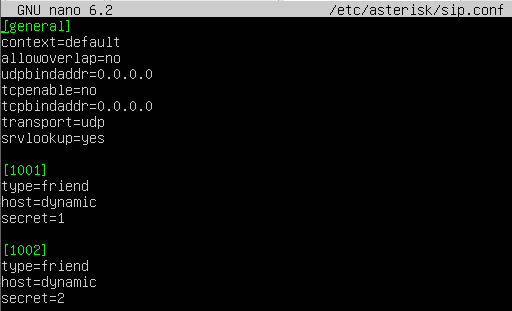 GNU nano 6.2 /etc/asterisk/sip.conf
[general]
context=default
allowoverlap=no
udpbindaddr=0.0.0.0
tcpenable=no
tcpbindaddr=0.0.0.0
transport=udp
srvlookup=yes
[1001]
type=friend
host=dynamic
secret=1
[1002]
type=friend
host=dynamic
secret=2